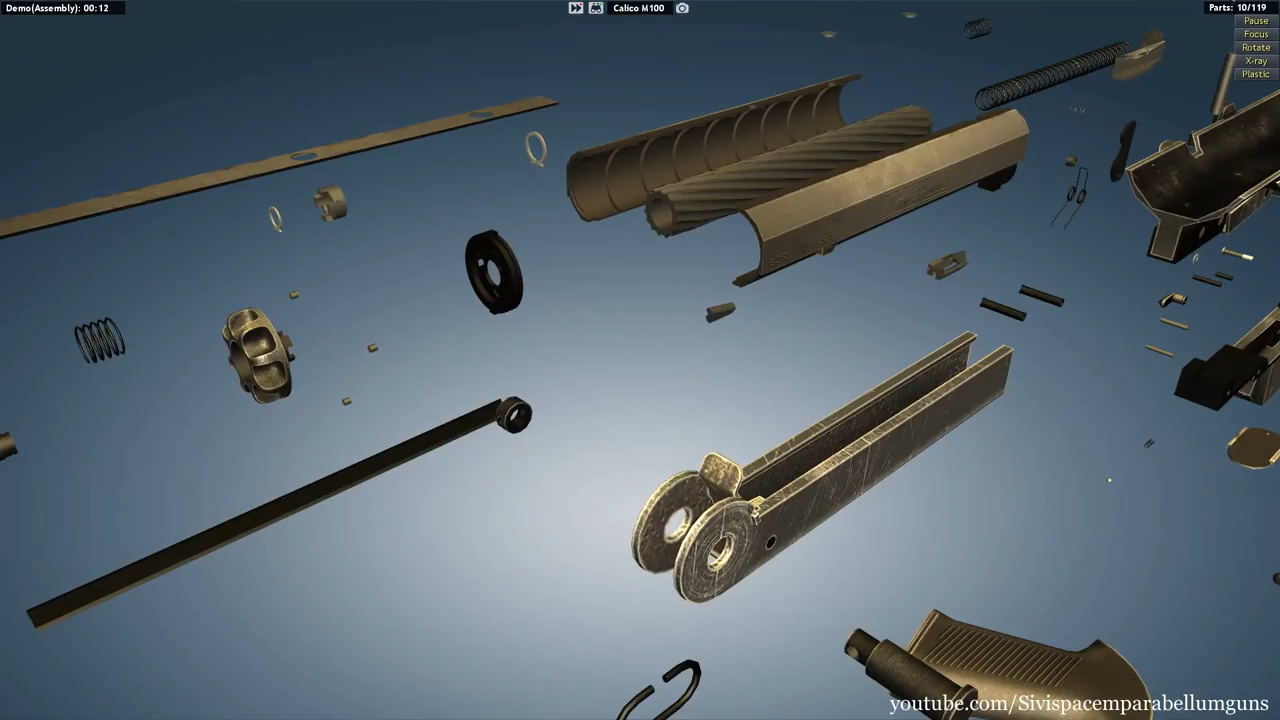 Demo(Assembly): 00:12
Calico M100
Parts: 10/119
Pause
Focus
Rotate
X-ray
Plastic
youtube.com/Sivispacemparabellumguns